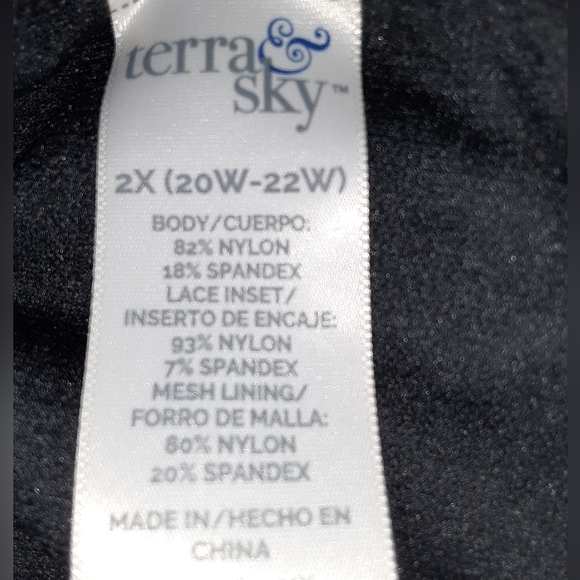 terra &
sky™
2X (20W-22W)
BODY/CUERPO:
82% NYLON
18% SPANDEX
LACE INSET/
INSERTO DE ENCAJE:
93% NYLON
7% SPANDEX
MESH LINING/
FORRO DE MALLA:
80% NYLON
20% SPANDEX
MADE IN/HECHO EN
CHINA